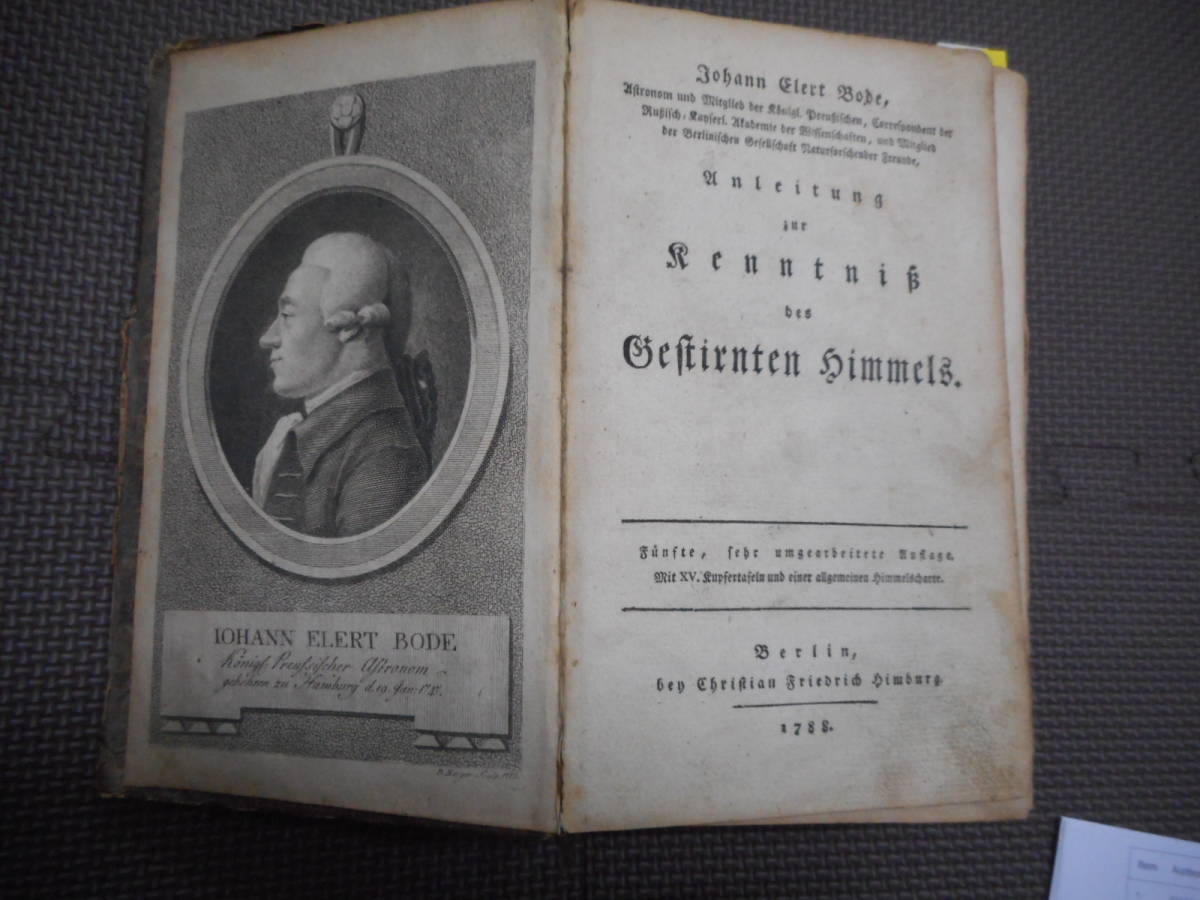 IOHANN ELERT BODE
Königl. Preuſsiſcher Aſtronom
gebohren zu Hamburg d. 19. Jan: 1747.
Johann Elert Bode,
Aſtronom und Mitglied der Königl. Preußiſchen, Correſpondent der
Rußiſch-Kayſerl. Akademie der Wiſſenſchaften, und Mitglied
der Berliniſchen Geſellſchaft Naturforſchender Freunde,
Anleitung
zur
Kenntniß
des
Geſtirnten Himmels.
Fünfte, ſehr umgearbeitete Auflage.
Mit XV. Kupfertafeln und einer allgemeinen Himmelscharte.
Berlin,
bey Christian Friedrich Himburg
1788.
Item